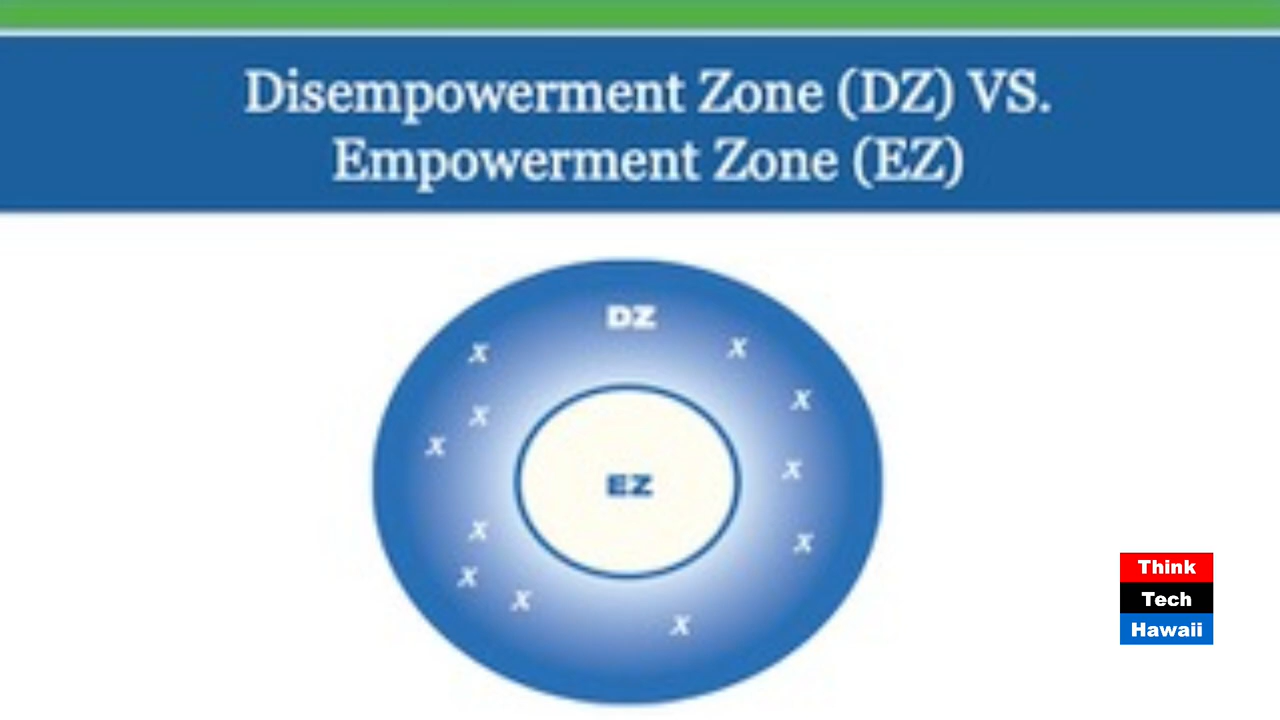 Disempowerment Zone (DZ) VS.
Empowerment Zone (EZ)
DZ
x
x
x
x
x
x
EZ
x
x
x
x
x
Think
Tech
Hawaii